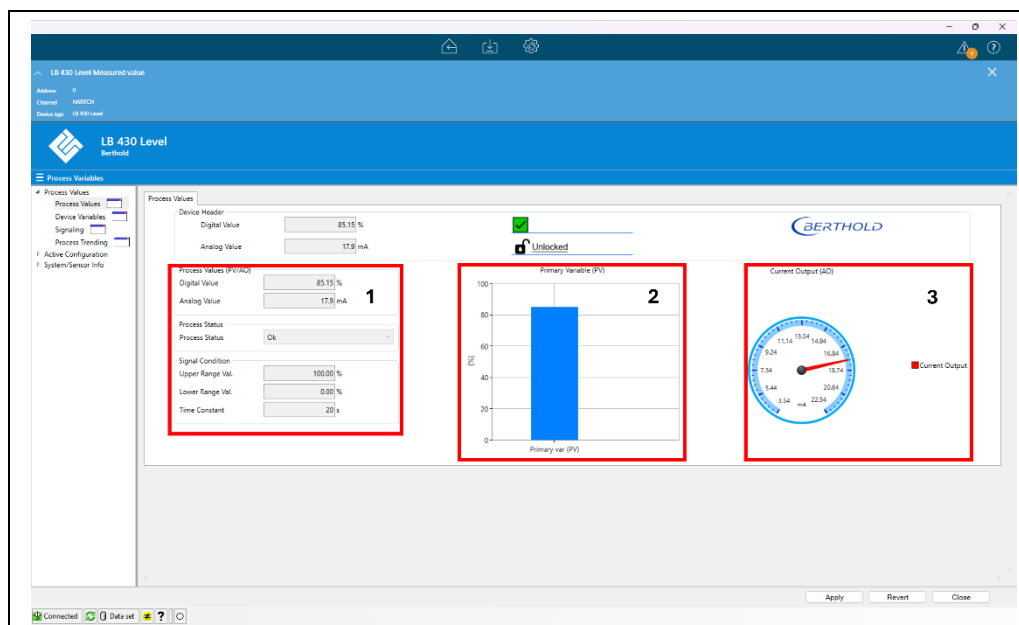 LB 430 Level Measured value
Address 0
Channel HARTCH
Device type LB 430 Level
LB 430 Level
Berthold
Process Variables
Process Values
Process Values
Device Variables
Signaling
Process Trending
Active Configuration
System/Sensor Info
Process Values
Device Header
Digital Value 85.15 %
Analog Value 17.9 mA
Unlocked
BERTHOLD
Process Values (PV/AO)
Digital Value 85.15 %
Analog Value 17.9 mA
1
Process Status
Process Status Ok
Signal Condition
Upper Range Val. 100.00 %
Lower Range Val. 0.00 %
Time Constant 20 s
Primary Variable (PV)
2
100
80
60
[%]
40
20
0
Primary var (PV)
Current Output (AO)
3
13.04
11.14 14.94
9.24 16.84
7.34 18.74
5.44 20.64
3.54 mA 22.54
Current Output
Apply Revert Close
Connected Data set ?